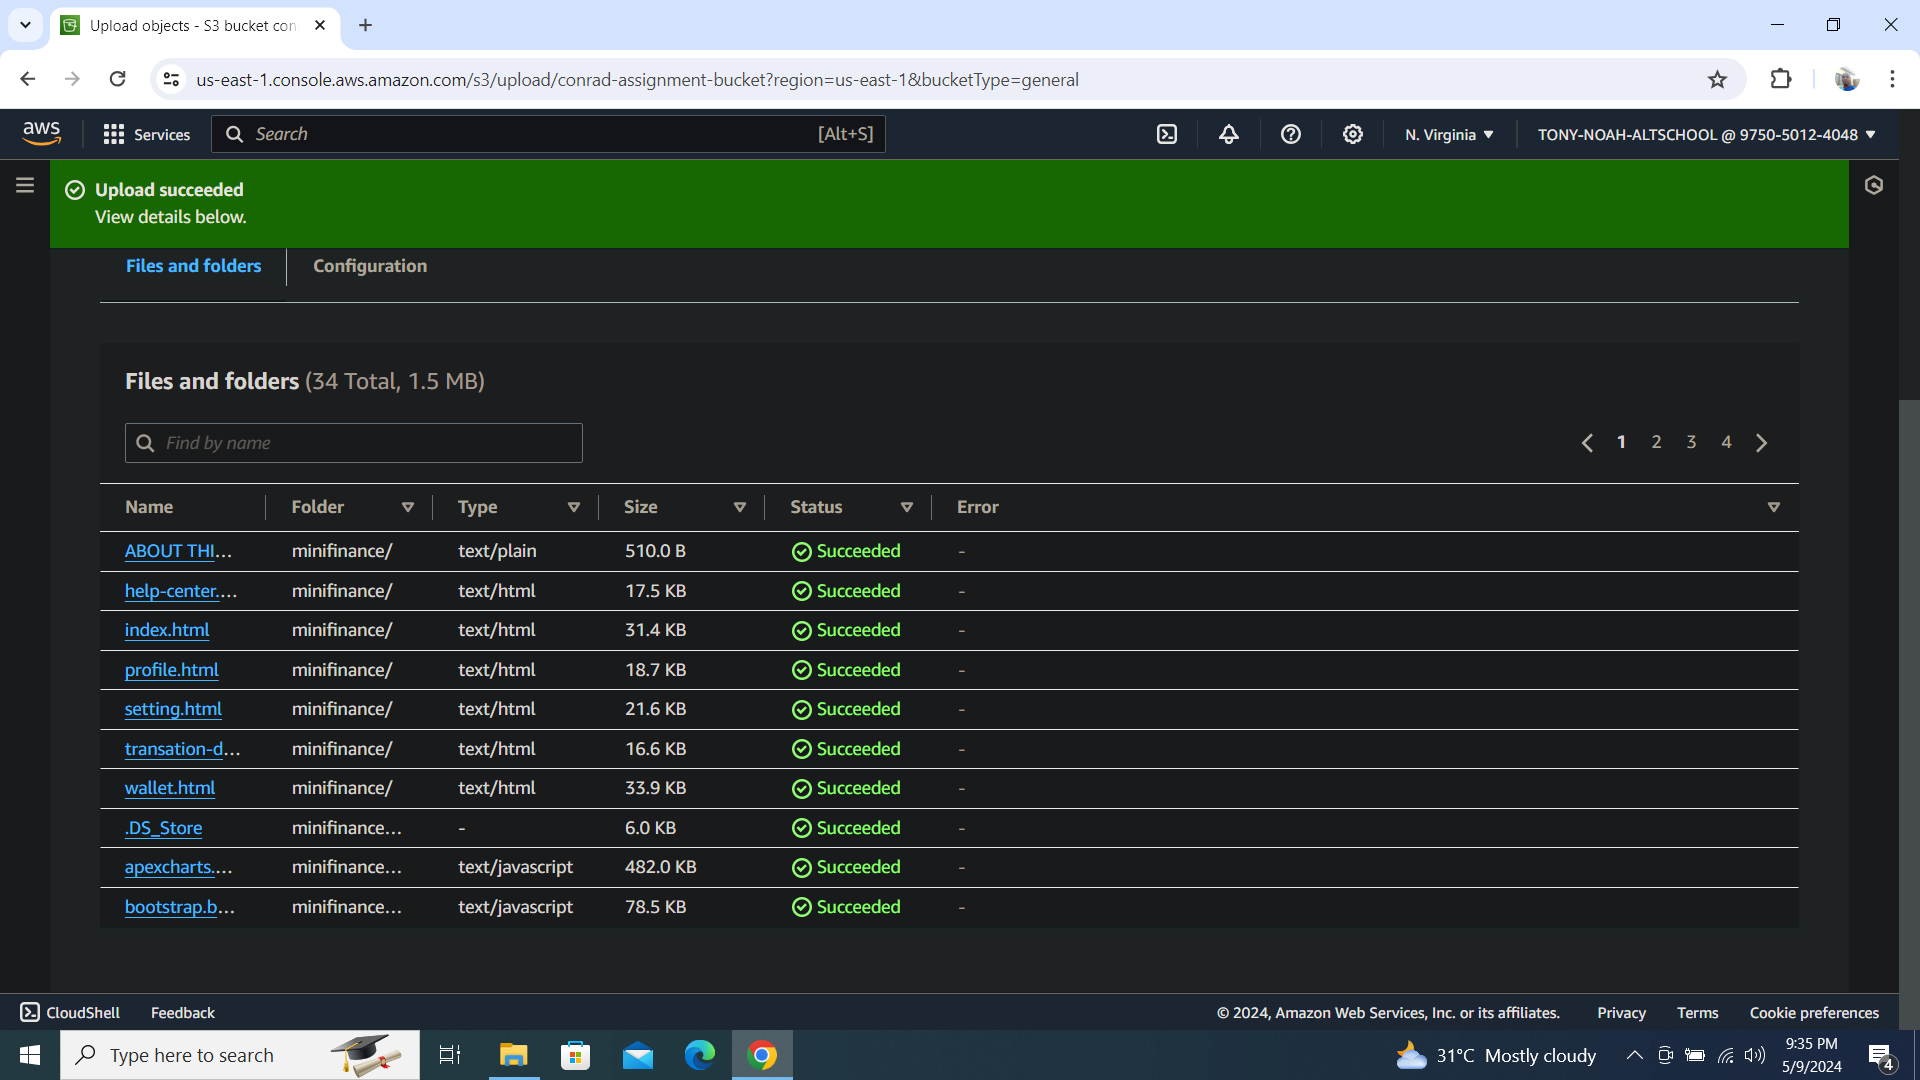 Upload objects - S3 bucket con
us-east-1.console.aws.amazon.com/s3/upload/conrad-assignment-bucket?region=us-east-1&bucketType=general
aws Services Search [Alt+S] N. Virginia TONY-NOAH-ALTSCHOOL @ 9750-5012-4048
Upload succeeded
View details below.
Files and folders Configuration
Files and folders (34 Total, 1.5 MB)
Find by name 1 2 3 4
Name Folder Type Size Status Error
ABOUT THI... minifinance/ text/plain 510.0 B Succeeded -
help-center.... minifinance/ text/html 17.5 KB Succeeded -
index.html minifinance/ text/html 31.4 KB Succeeded -
profile.html minifinance/ text/html 18.7 KB Succeeded -
setting.html minifinance/ text/html 21.6 KB Succeeded -
transation-d... minifinance/ text/html 16.6 KB Succeeded -
wallet.html minifinance/ text/html 33.9 KB Succeeded -
.DS_Store minifinance... - 6.0 KB Succeeded -
apexcharts.... minifinance... text/javascript 482.0 KB Succeeded -
bootstrap.b... minifinance... text/javascript 78.5 KB Succeeded -
CloudShell Feedback © 2024, Amazon Web Services, Inc. or its affiliates. Privacy Terms Cookie preferences
Type here to search 31°C Mostly cloudy 9:35 PM
5/9/2024 4